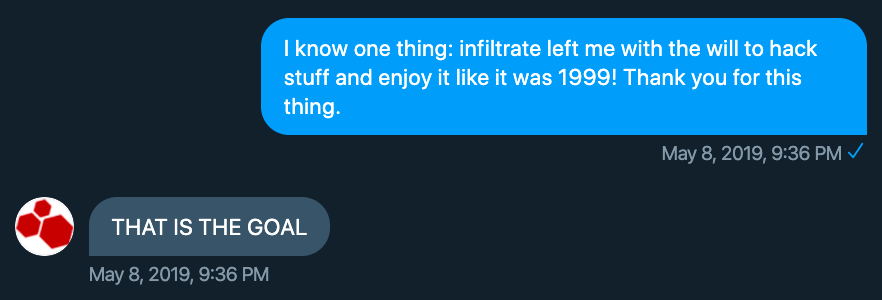 I know one thing: infiltrate left me with the will to hack
stuff and enjoy it like it was 1999! Thank you for this
thing.
May 8, 2019, 9:36 PM ✓
THAT IS THE GOAL
May 8, 2019, 9:36 PM